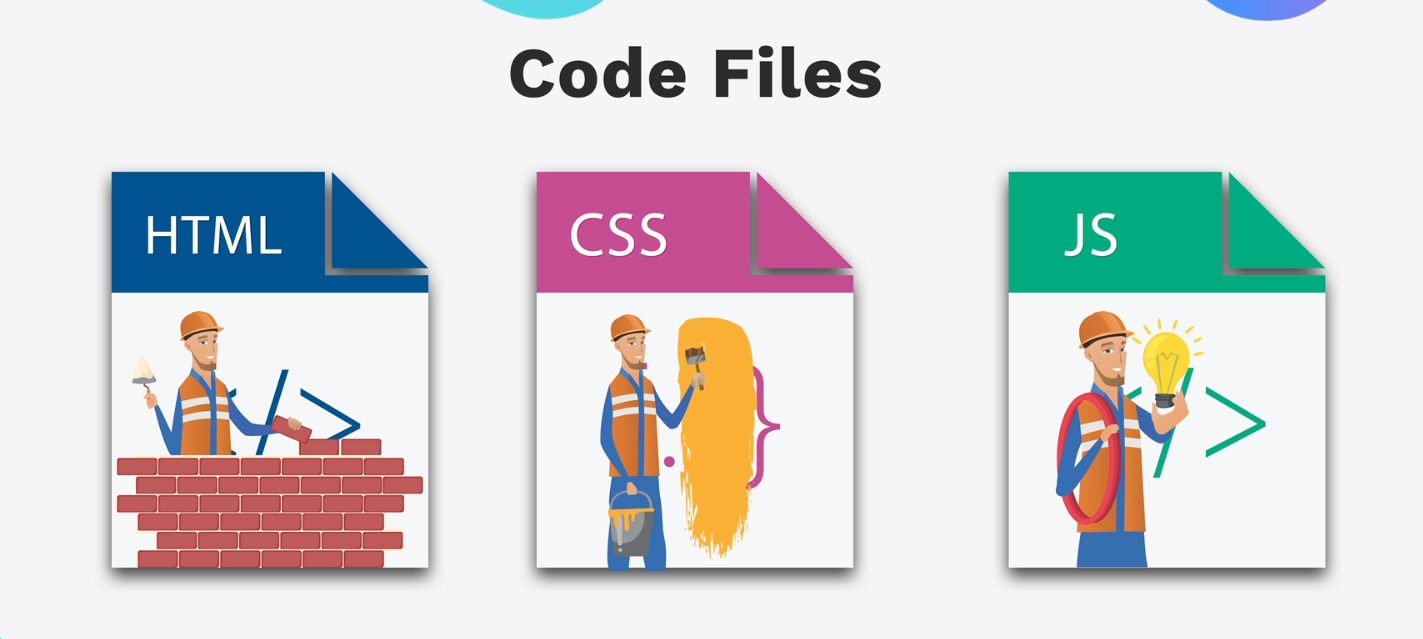 Code Files
HTML
CSS
JS
</>
}
</>